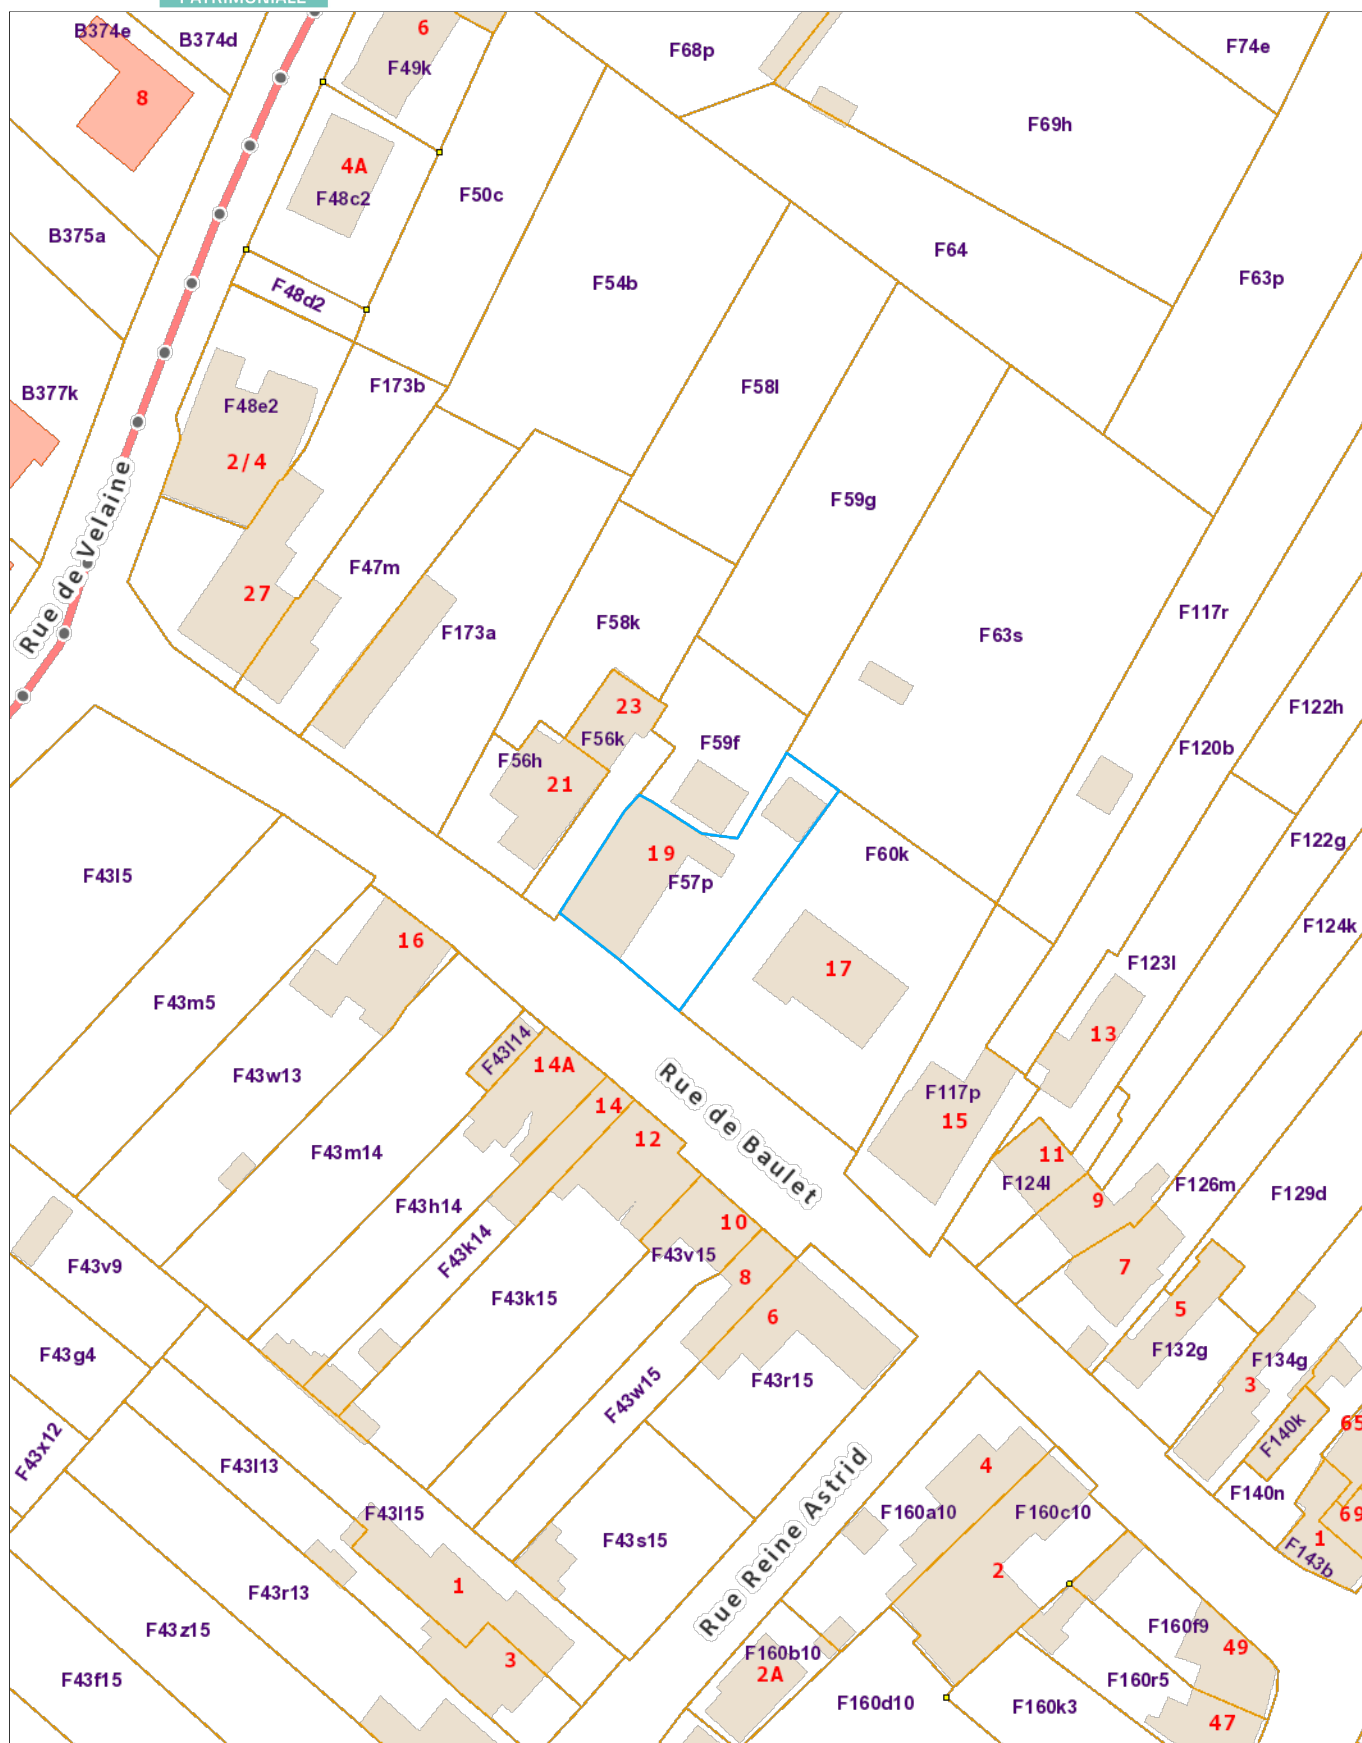 PATRIMONIALE
B374e
B374d
6
F49k
F68p
F74e
8
F69h
4A
F48c2
F50c
B375a
F64
F48d2
F54b
F63p
B377k
F48e2
F173b
F58l
2/4
F59g
Rue de Velaine
27
F47m
F173a
F58k
F63s
F117r
23
F56k
F59f
F122h
F56h
21
F120b
F43l5
19
F57p
F60k
F122g
F124k
16
17
F123l
F43m5
F43w13
F43l14
14A
13
14
Rue de Baulet
F117p
15
12
F43m14
11
F124l
F126m
F129d
F43h14
9
10
F43k14
F43v15
F43v9
8
7
F43k15
6
5
F43g4
F132g
F134g
F43r15
3
F43w15
F43x12
F140k
65
F43l13
4
Rue Reine Astrid
F140n
F43l15
F160a10
F160c10
69
F43s15
1
F143b
F43r13
1
2
F43z15
F160f9
49
3
F160b10
2A
F43f15
F160r5
F160d10
F160k3
47